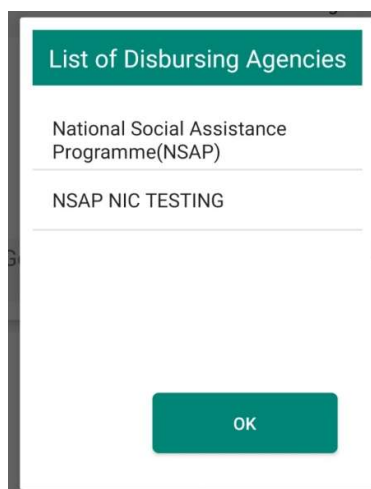 List of Disbursing Agencies
National Social Assistance
Programme(NSAP)
NSAP NIC TESTING
OK